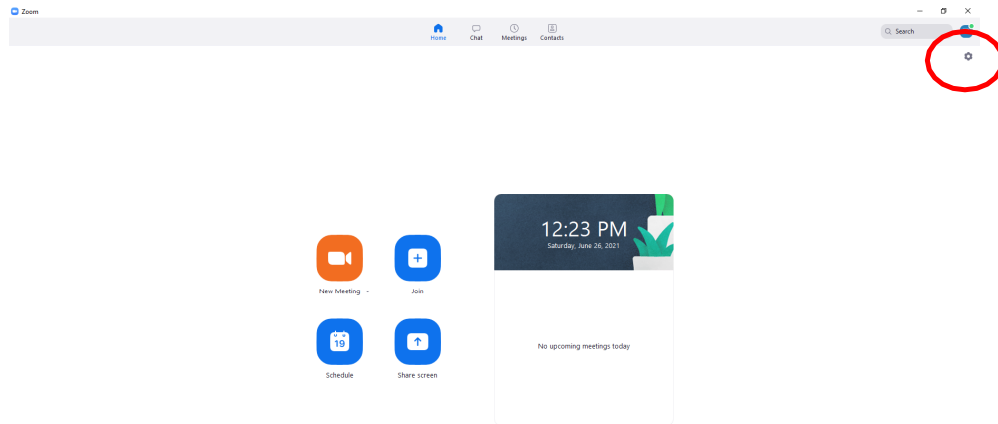 Zoom
Home Chat Meetings Contacts
Search
12:23 PM
Saturday, June 26, 2021
New Meeting
Join
19
Schedule
Share screen
No upcoming meetings today